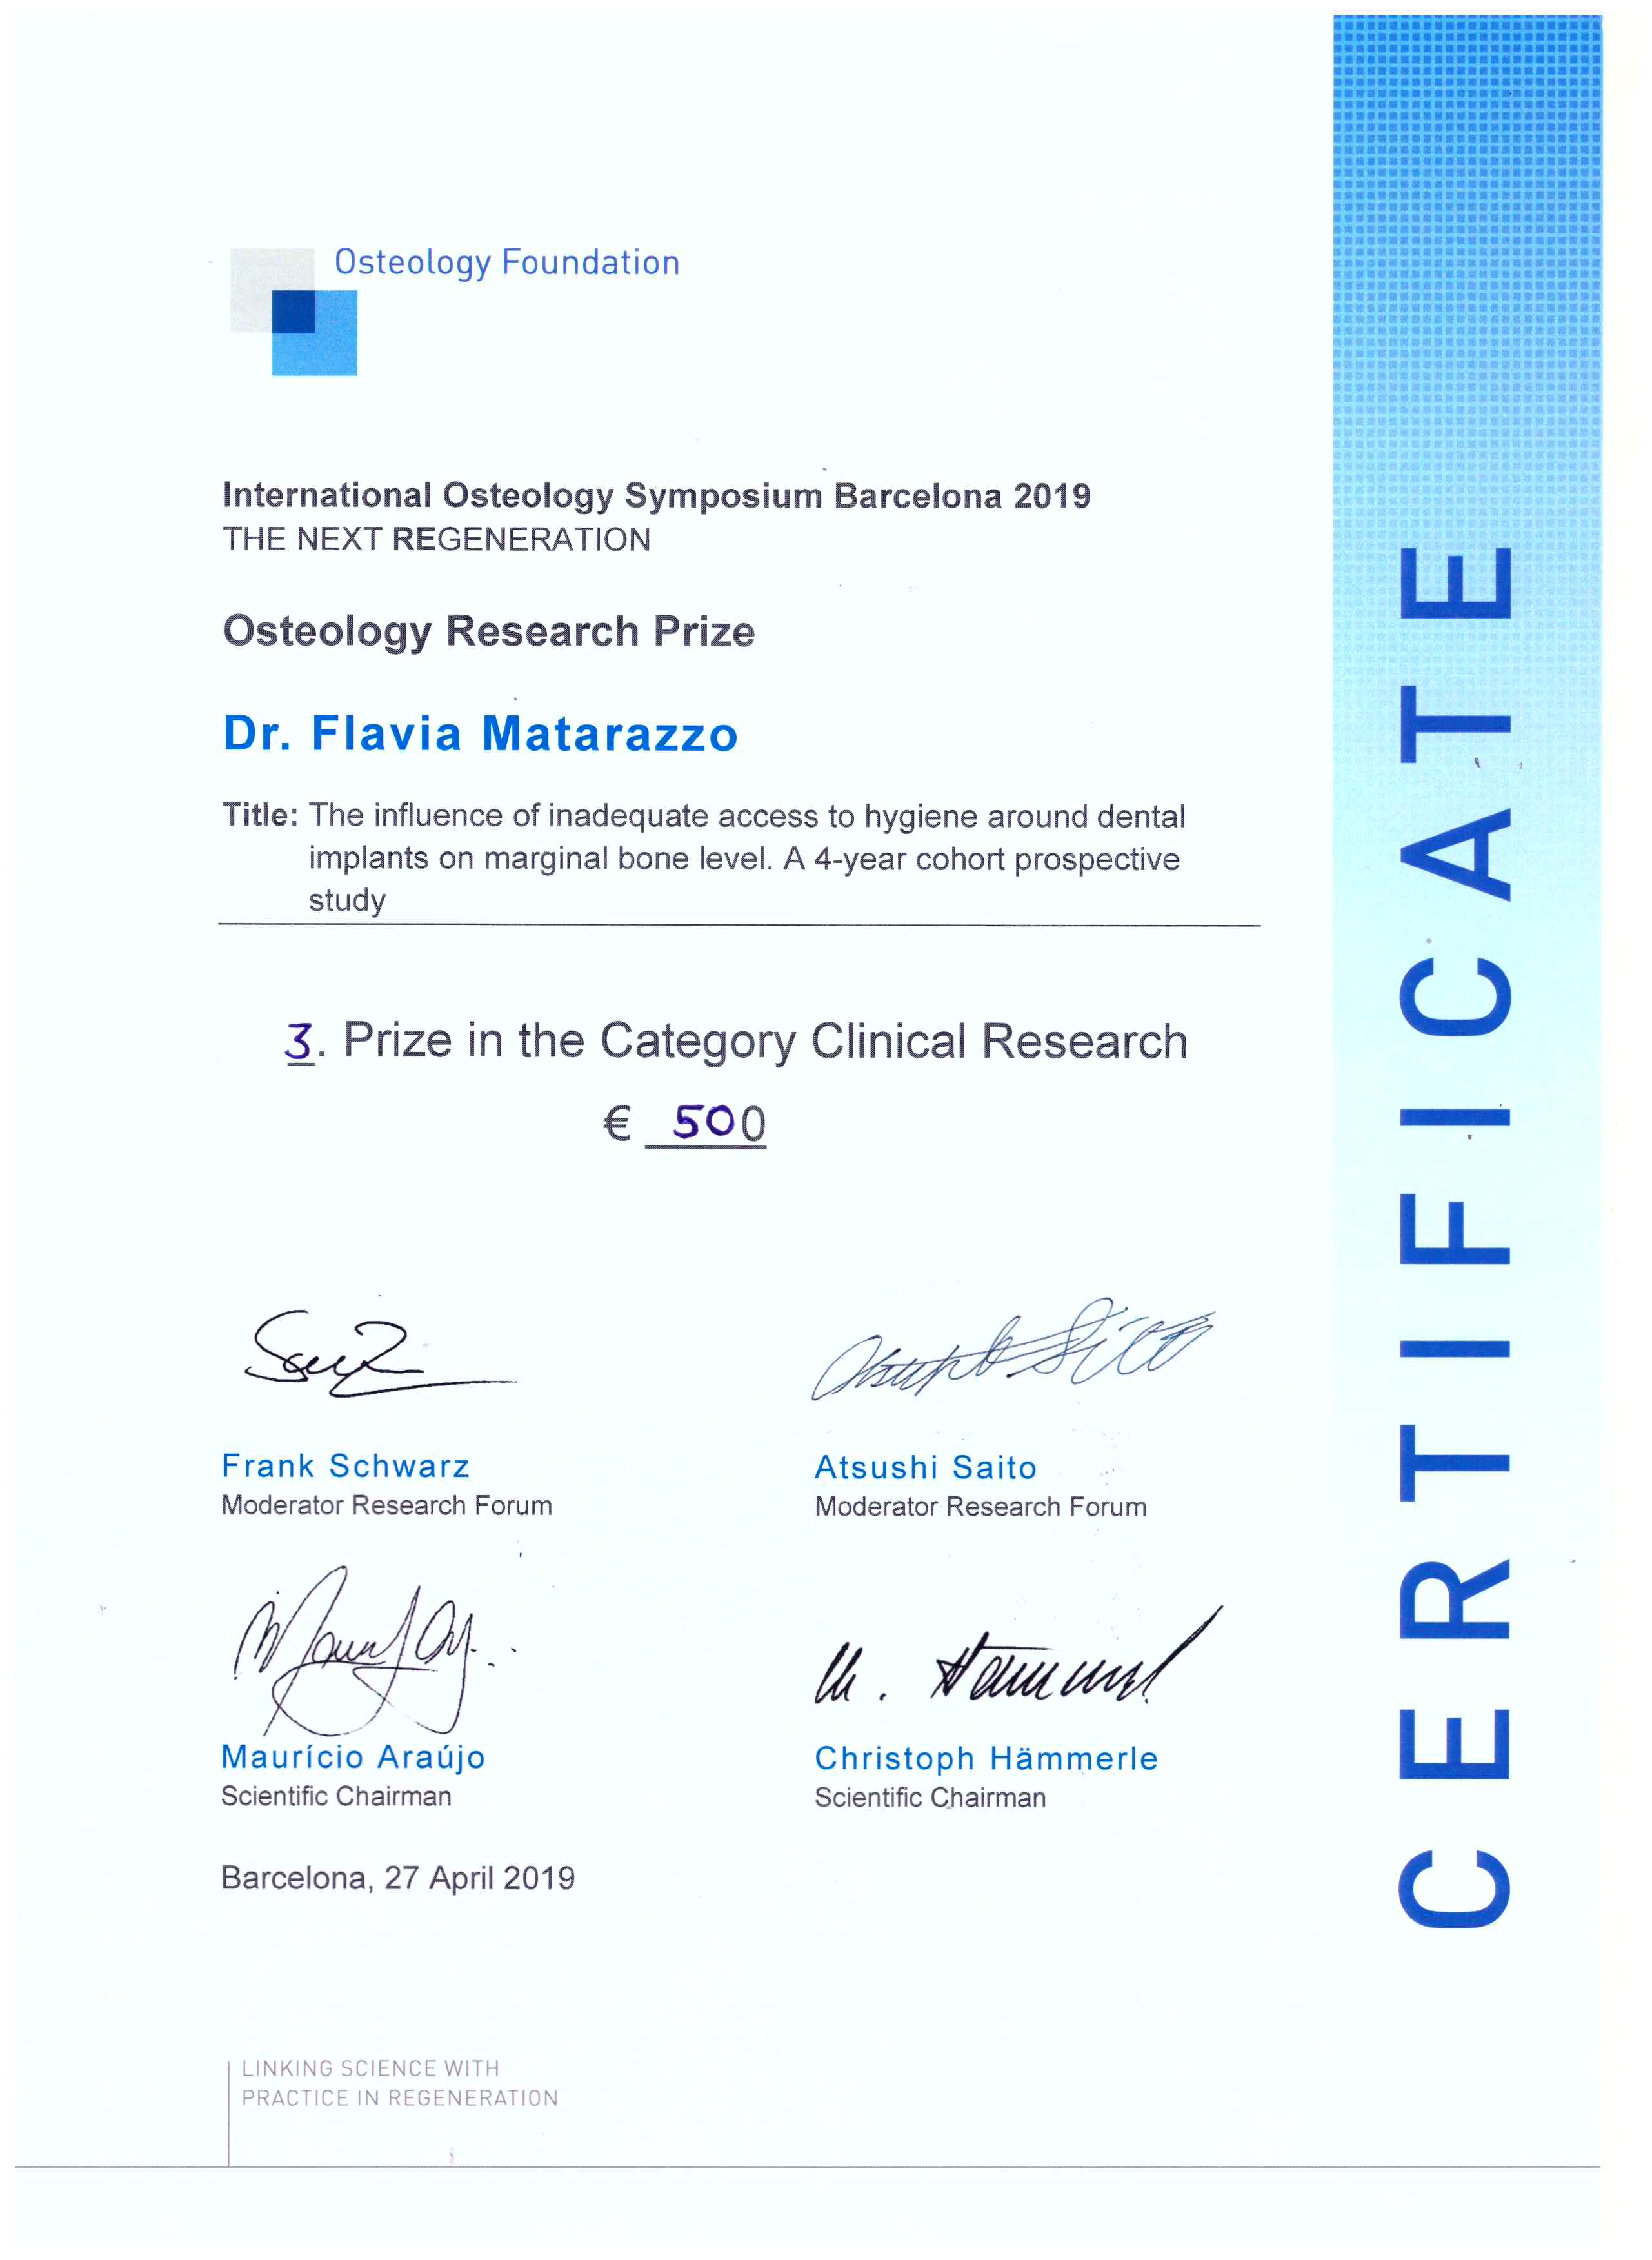 Osteology Foundation
International Osteology Symposium Barcelona 2019
THE NEXT REGENERATION
Osteology Research Prize
Dr. Flavia Matarazzo
Title: The influence of inadequate access to hygiene around dental
implants on marginal bone level. A 4-year cohort prospective
study
3. Prize in the Category Clinical Research
€ 500
Frank Schwarz
Moderator Research Forum
Atsushi Saito
Moderator Research Forum
Maurício Araújo
Scientific Chairman
Christoph Hämmerle
Scientific Chairman
Barcelona, 27 April 2019
LINKING SCIENCE WITH
PRACTICE IN REGENERATION
CERTIFICATE